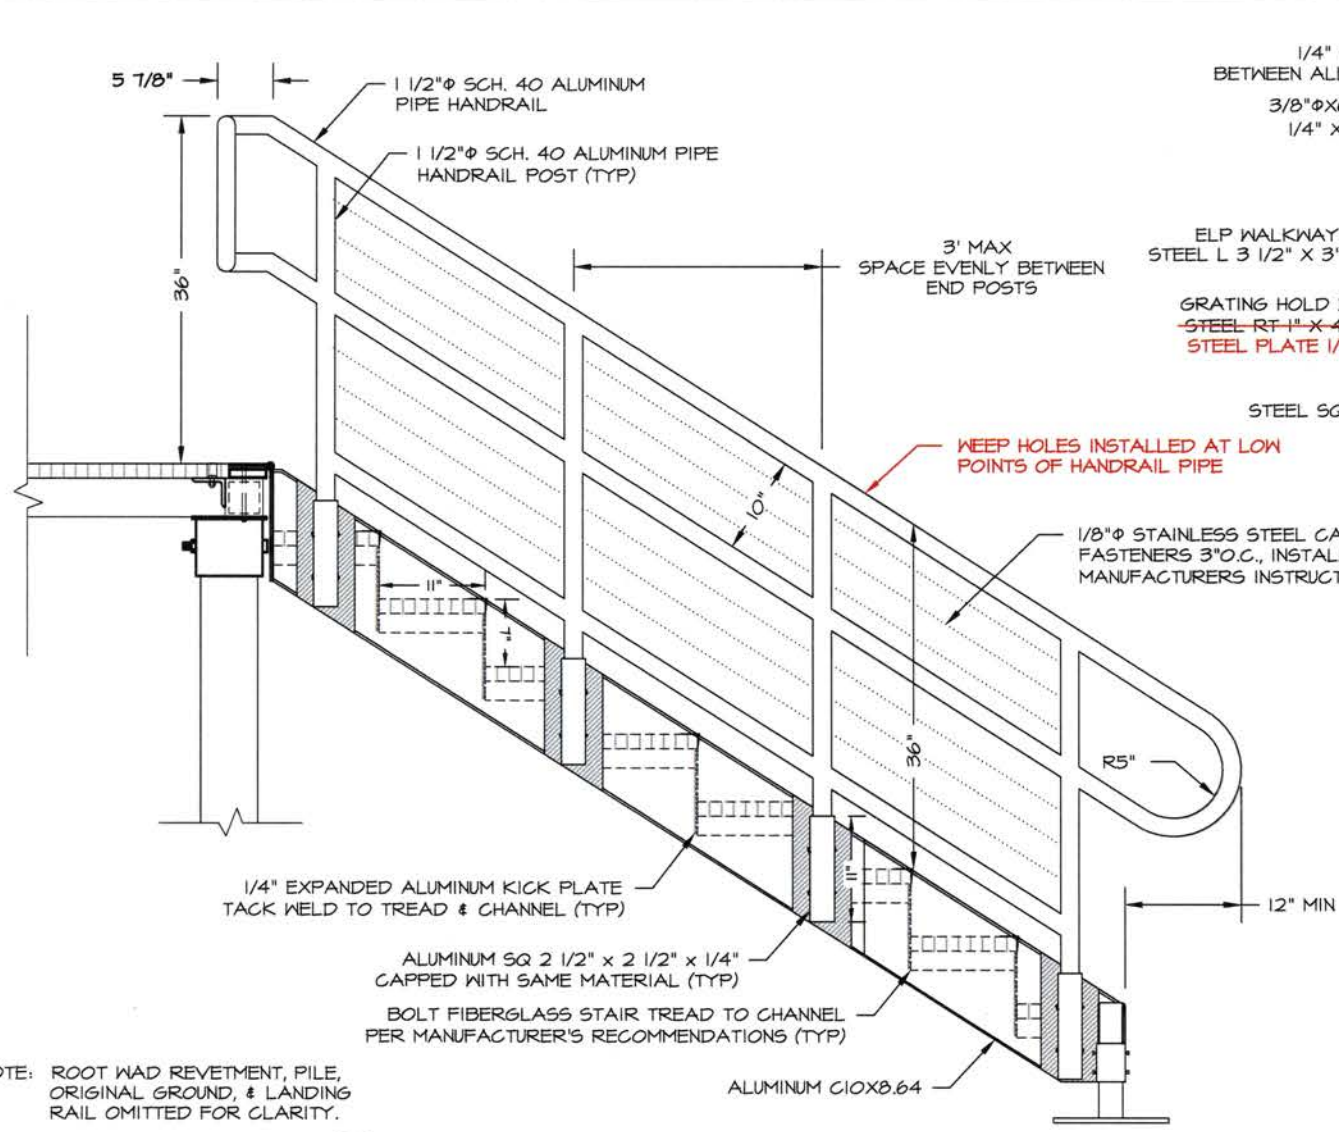 5 7/8"
1 1/2"Φ SCH. 40 ALUMINUM
PIPE HANDRAIL
1 1/2"Φ SCH. 40 ALUMINUM PIPE
HANDRAIL POST (TYP)
36"
3' MAX
SPACE EVENLY BETWEEN
END POSTS
1/4"
BETWEEN
3/8"Φ
1/4" X
ELP WALKWAY
STEEL L 3 1/2" X 3"
GRATING HOLD
STEEL RT 1" X 4
STEEL PLATE
STEEL
WEEP HOLES INSTALLED AT LOW
POINTS OF HANDRAIL PIPE
10"
1/8"Φ STAINLESS STEEL
FASTENERS 3"O.C.,
MANUFACTURERS
11"
7"
36"
R5"
11"
12" MIN
1/4" EXPANDED ALUMINUM KICK PLATE
TACK WELD TO TREAD & CHANNEL (TYP)
ALUMINUM SQ 2 1/2" x 2 1/2" x 1/4"
CAPPED WITH SAME MATERIAL (TYP)
BOLT FIBERGLASS STAIR TREAD TO CHANNEL
PER MANUFACTURER'S RECOMMENDATIONS (TYP)
ALUMINUM C10X8.64
OTE: ROOT WAD REVETMENT, PILE,
ORIGINAL GROUND, & LANDING
RAIL OMITTED FOR CLARITY.